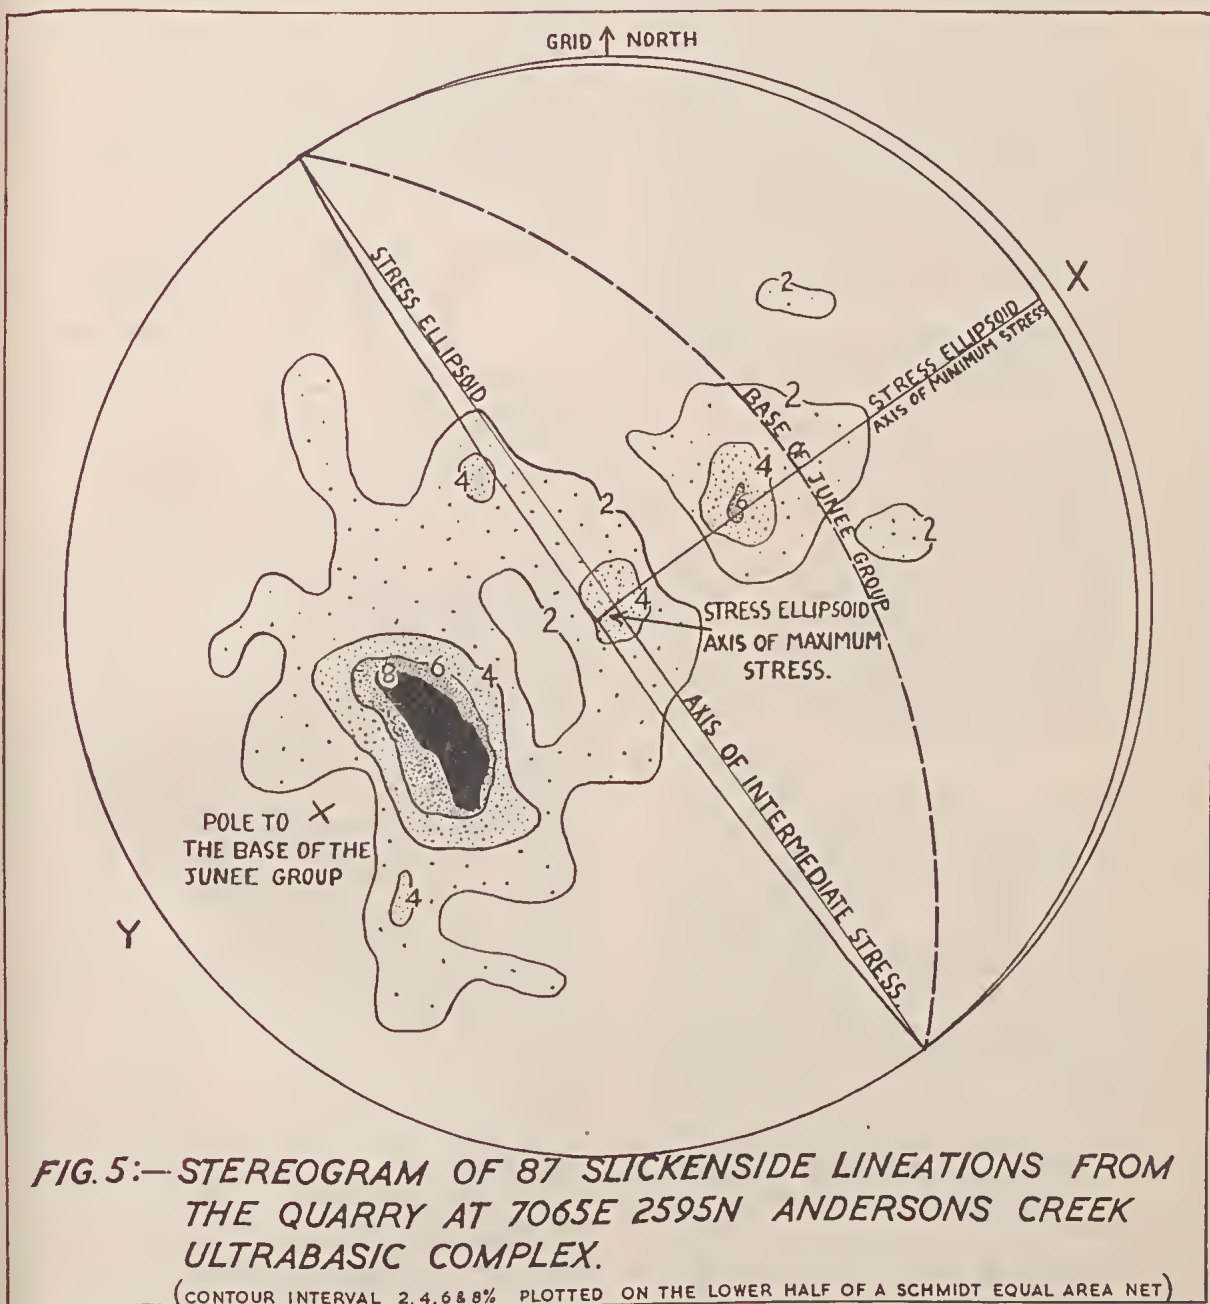 GRID ↑ NORTH
X
STRESS ELLIPSOID
2
STRESS ELLIPSOID
AXIS OF MINIMUM STRESS
2
BASE OF JUNEE GROUP
4
4
6
2
2
4
2
STRESS ELLIPSOID
AXIS OF MAXIMUM
STRESS.
8
6
4
AXIS OF INTERMEDIATE STRESS.
POLE TO X
THE BASE OF THE
JUNEE GROUP
4
Y
FIG. 5:— STEREOGRAM OF 87 SLICKENSIDE LINEATIONS FROM
THE QUARRY AT 7065E 2595N ANDERSONS CREEK
ULTRABASIC COMPLEX.
(CONTOUR INTERVAL 2, 4, 6 & 8% PLOTTED ON THE LOWER HALF OF A SCHMIDT EQUAL AREA NET)